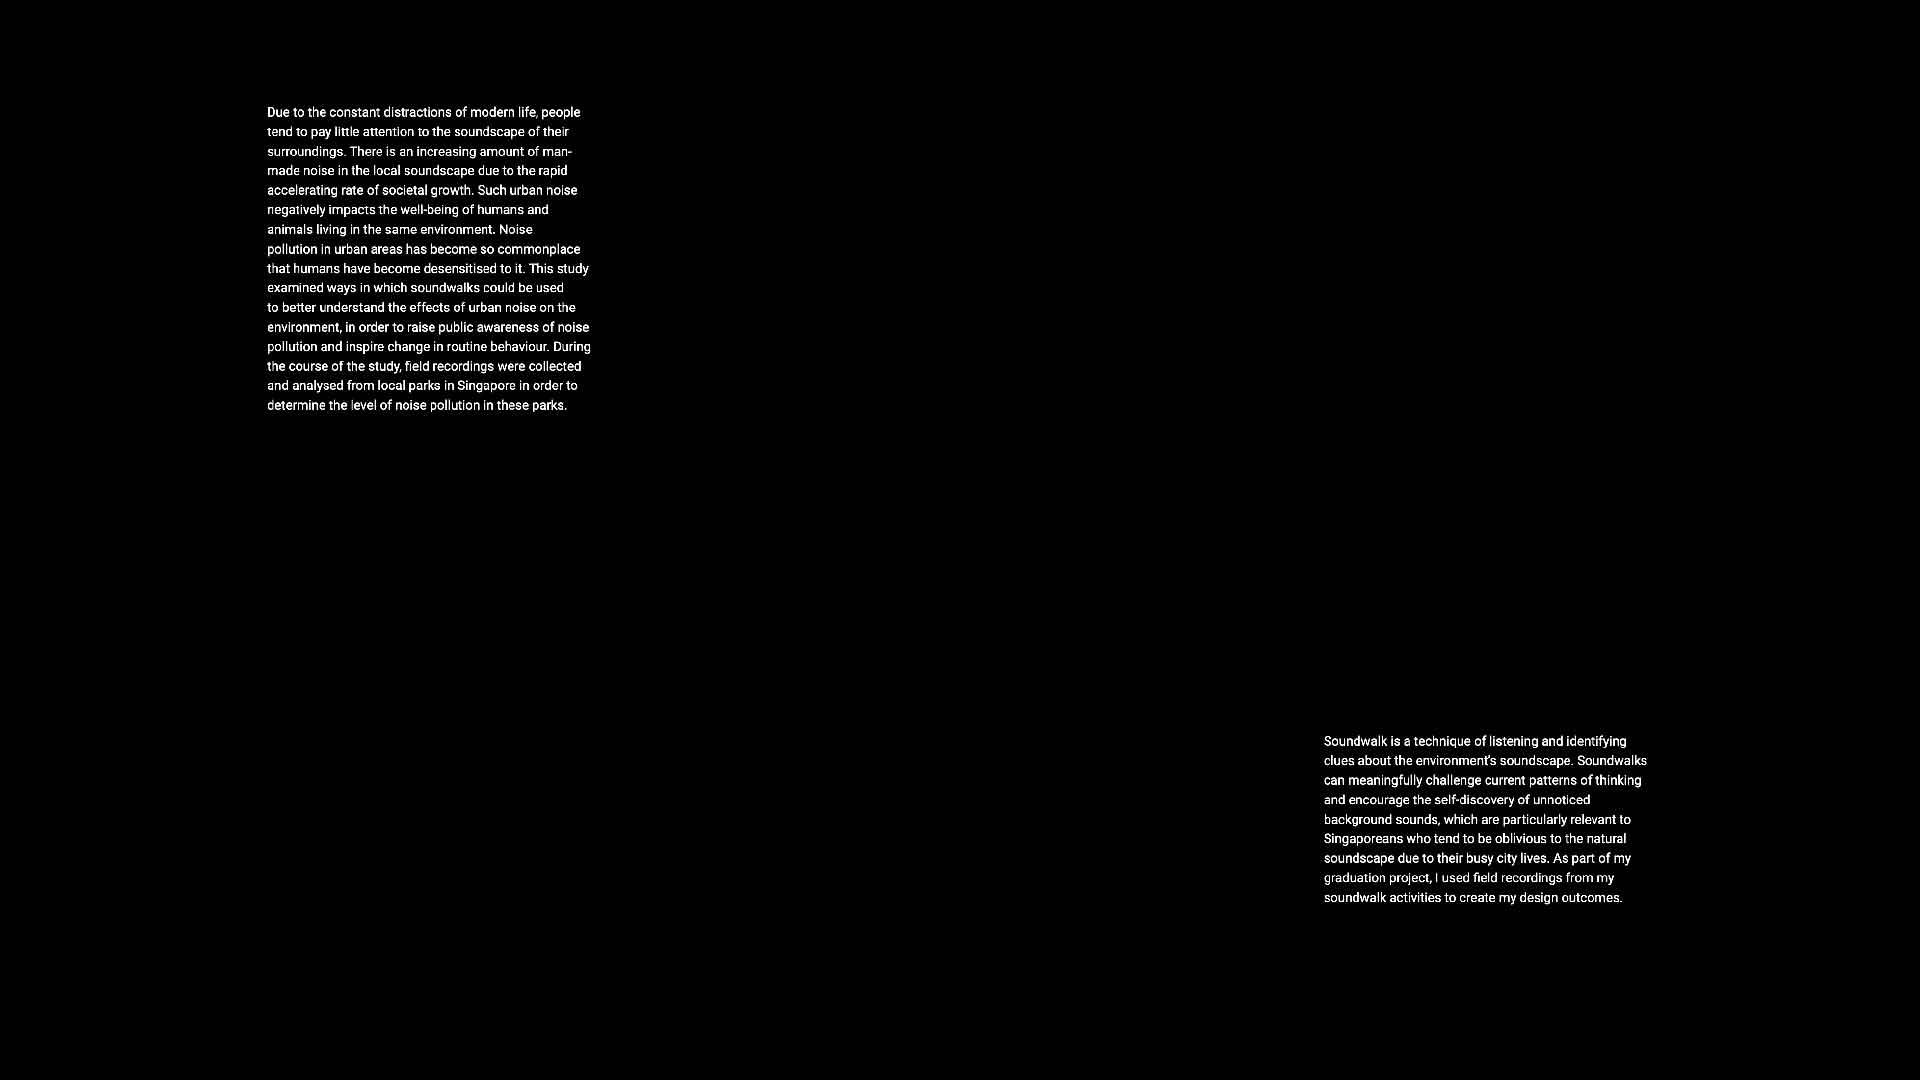 Due to the constant distractions of modern life, people
tend to pay little attention to the soundscape of their
surroundings. There is an increasing amount of man-
made noise in the local soundscape due to the rapid
accelerating rate of societal growth. Such urban noise
negatively impacts the well-being of humans and
animals living in the same environment. Noise
pollution in urban areas has become so commonplace
that humans have become desensitised to it. This study
examined ways in which soundwalks could be used
to better understand the effects of urban noise on the
environment, in order to raise public awareness of noise
pollution and inspire change in routine behaviour. During
the course of the study, field recordings were collected
and analysed from local parks in Singapore in order to
determine the level of noise pollution in these parks.
Soundwalk is a technique of listening and identifying
clues about the environment's soundscape. Soundwalks
can meaningfully challenge current patterns of thinking
and encourage the self-discovery of unnoticed
background sounds, which are particularly relevant to
Singaporeans who tend to be oblivious to the natural
soundscape due to their busy city lives. As part of my
graduation project, I used field recordings from my
soundwalk activities to create my design outcomes.